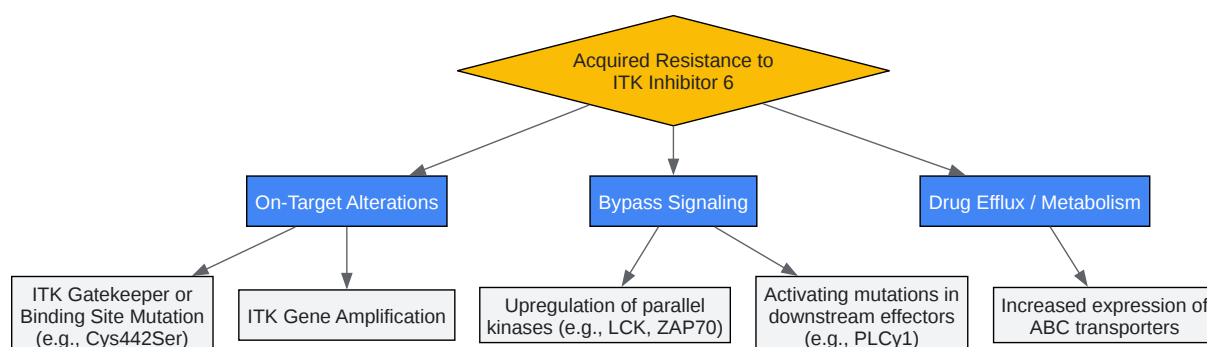 Acquired Resistance to
ITK Inhibitor 6
On-Target Alterations
Bypass Signaling
Drug Efflux / Metabolism
ITK Gatekeeper or
Binding Site Mutation
(e.g., Cys442Ser)
ITK Gene Amplification
Upregulation of parallel
kinases (e.g., LCK, ZAP70)
Activating mutations in
downstream effectors
(e.g., PLCγ1)
Increased expression of
ABC transporters